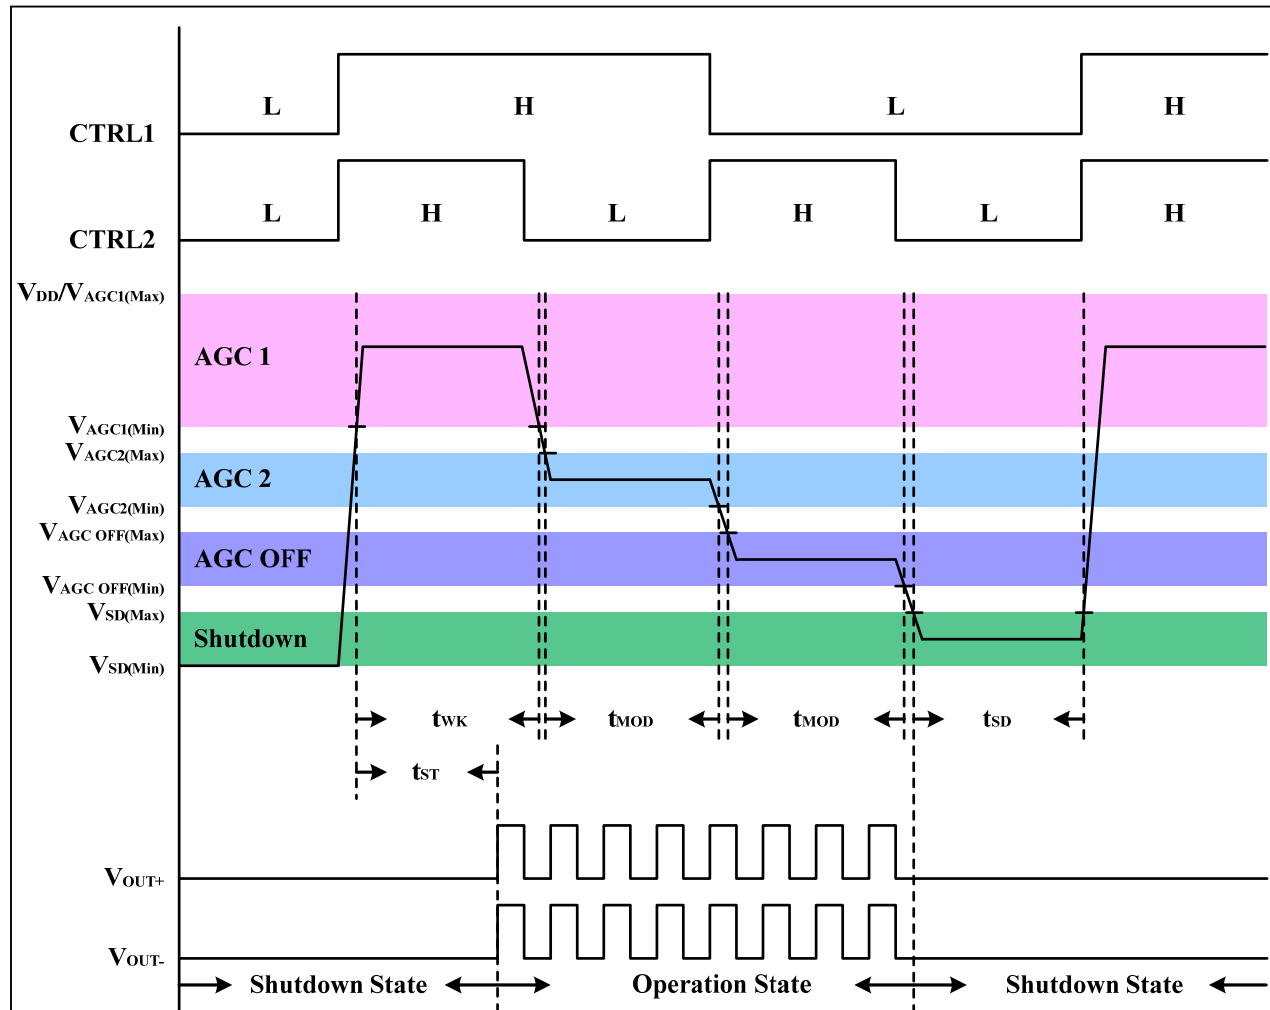 L H L H
CTRL1
L H L H L H
CTRL2
VDD/VAGC1(Max)
AGC 1
VAGC1(Min)
VAGC2(Max)
AGC 2
VAGC2(Min)
VAGC OFF(Max)
AGC OFF
VAGC OFF(Min)
VSD(Max)
Shutdown
VSD(Min)
tWK tMOD tMOD tSD
tST
VOUT+
VOUT-
Shutdown State Operation State Shutdown State